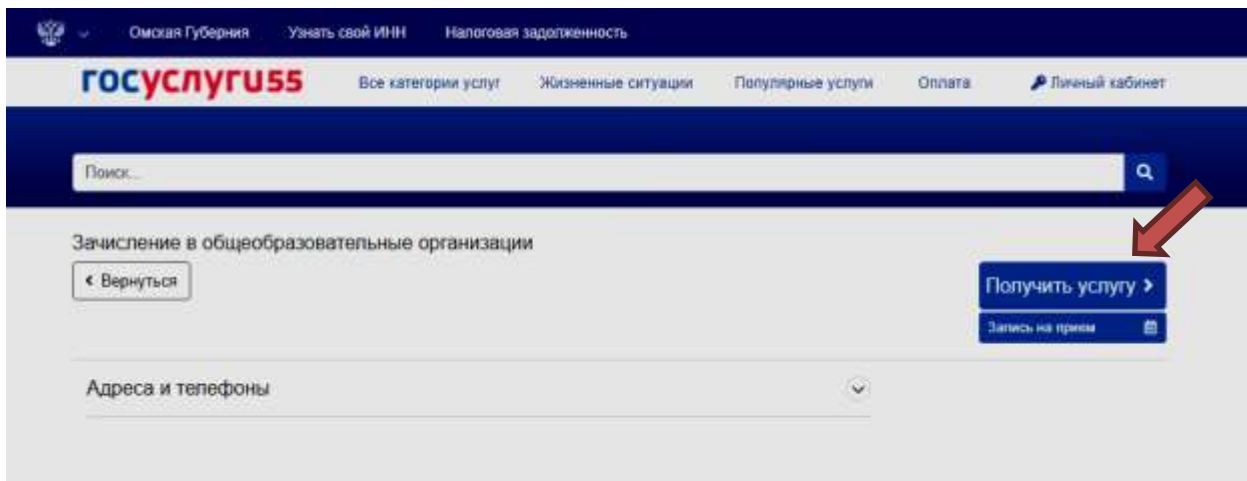 Омская Губерния Узнать свой ИНН Налоговая задолженность
госуслуги55 Все категории услуг Жизненные ситуации Популярные услуги Оплата Личный кабинет
Поиск...
Зачисление в общеобразовательные организации
Вернуться
Получить услугу
Запись на прием
Адреса и телефоны